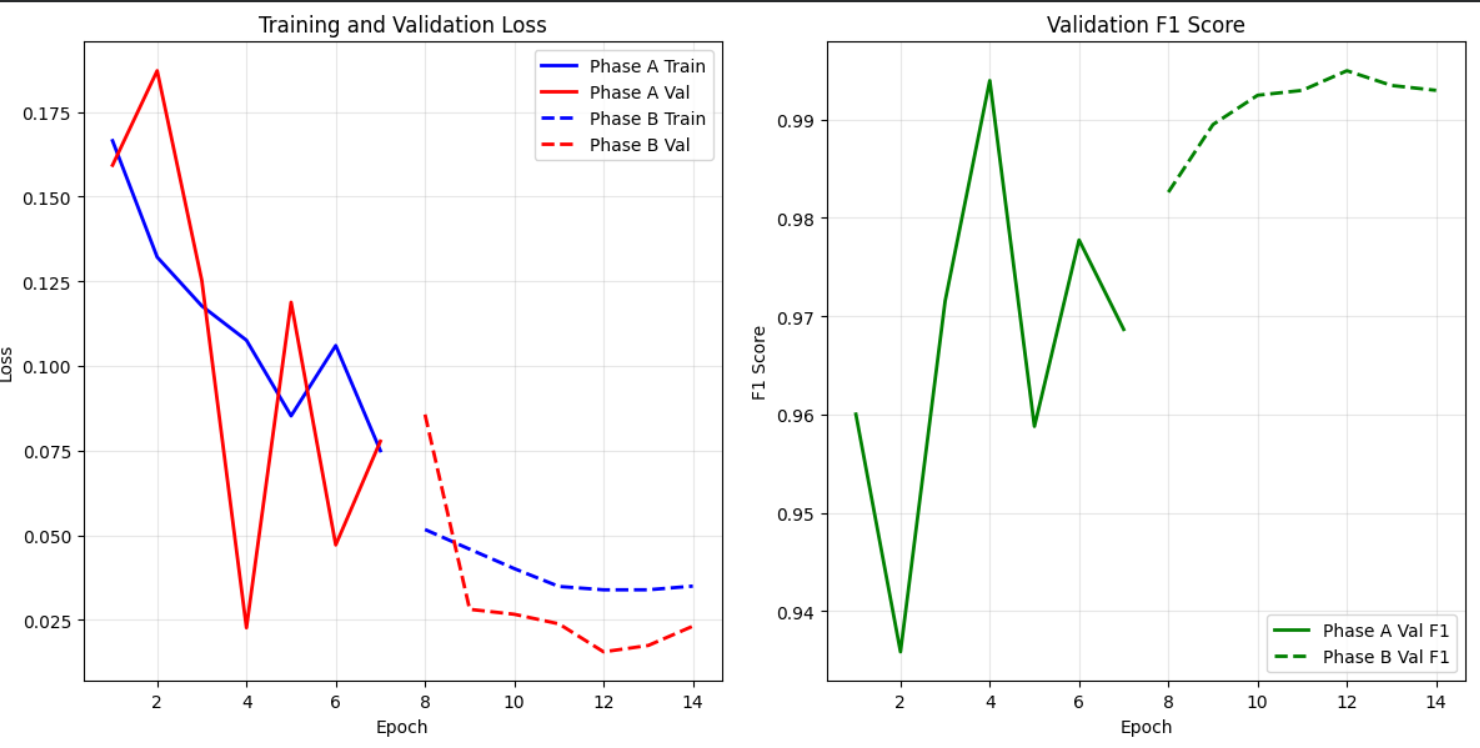 Training and Validation Loss
Phase A Train
Phase A Val
Phase B Train
Phase B Val
0.175
0.150
0.125
0.100
0.075
0.050
0.025
Loss
2 4 6 8 10 12 14
Epoch
Validation F1 Score
0.99
0.98
0.97
0.96
0.95
0.94
F1 Score
Phase A Val F1
Phase B Val F1
2 4 6 8 10 12 14
Epoch